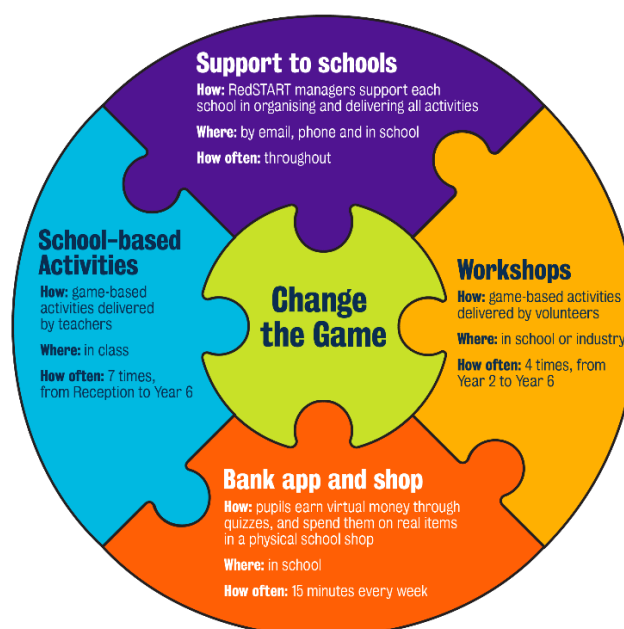 Support to schools
How: RedSTART managers support each
school in organising and delivering all activities
Where: by email, phone and in school
How often: throughout
School-based
Activities
How: game-based
activities delivered
by teachers
Where: in class
How often: 7 times,
from Reception to Year 6
Change
the Game
Workshops
How: game-based activities
delivered by volunteers
Where: in school or industry
How often: 4 times, from
Year 2 to Year 6
Bank app and shop
How: pupils earn virtual money through
quizzes, and spend them on real items
in a physical school shop
Where: in school
How often: 15 minutes every week